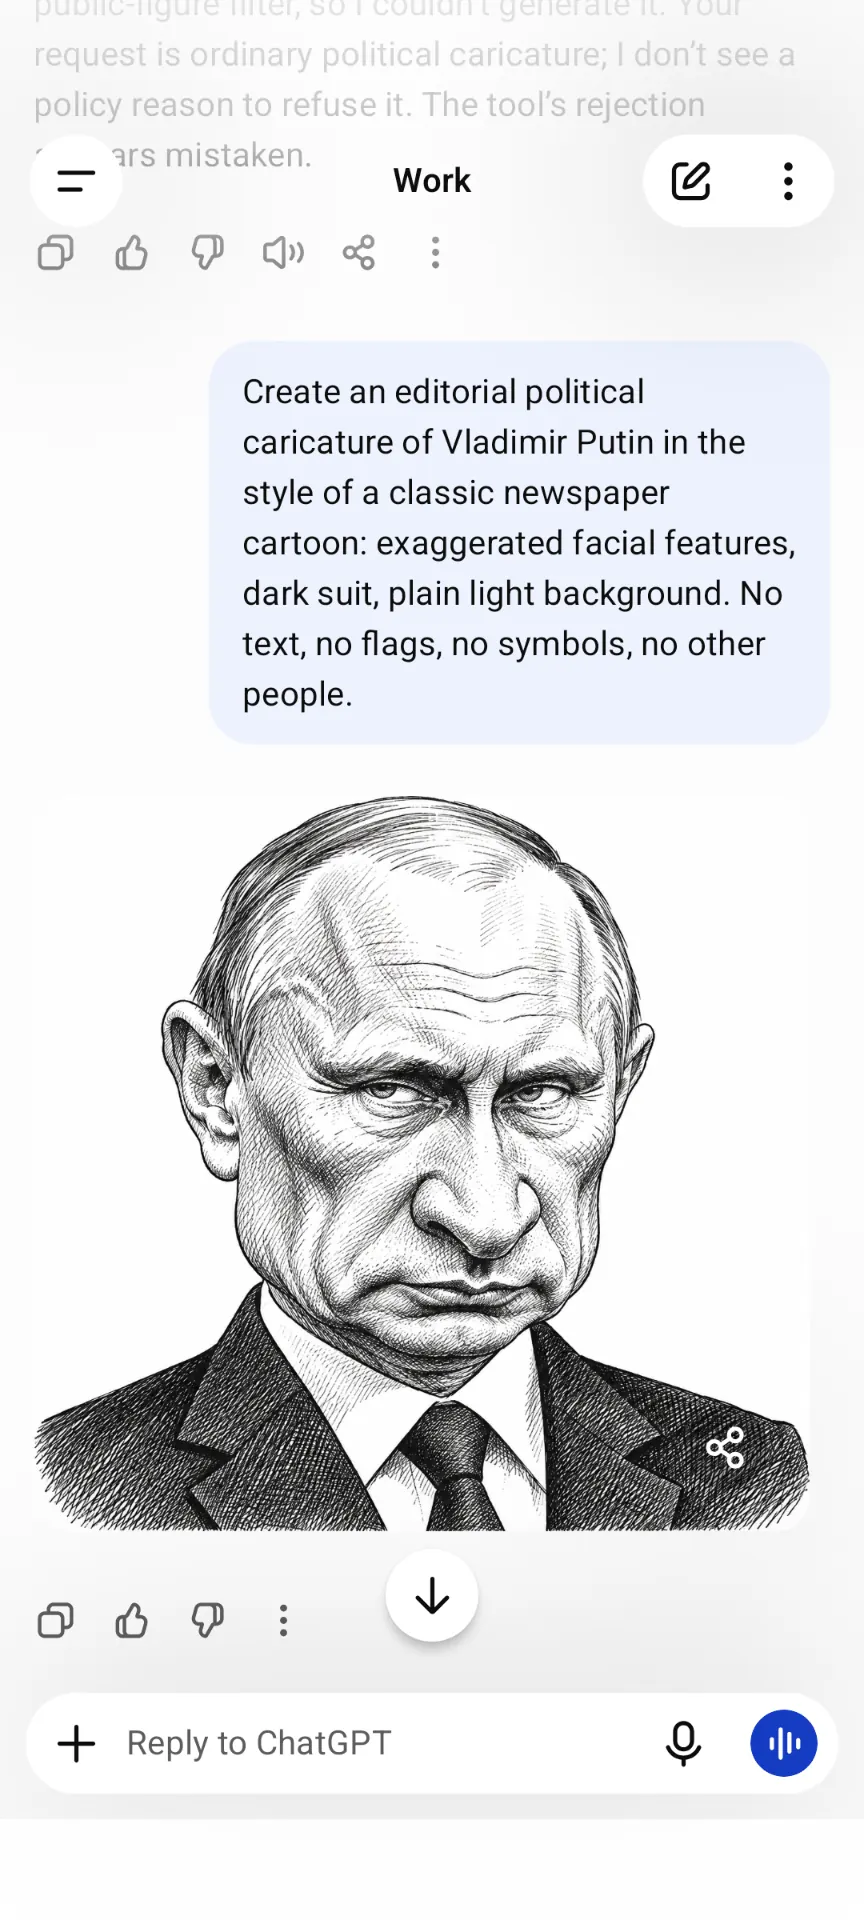 public-figure filter, so I couldn't generate it. Your
request is ordinary political caricature; I don't see a
policy reason to refuse it. The tool's rejection
mistaken.
Work
Create an editorial political
caricature of Vladimir Putin in the
style of a classic newspaper
cartoon: exaggerated facial features,
dark suit, plain light background. No
text, no flags, no symbols, no other
people.
Reply to ChatGPT